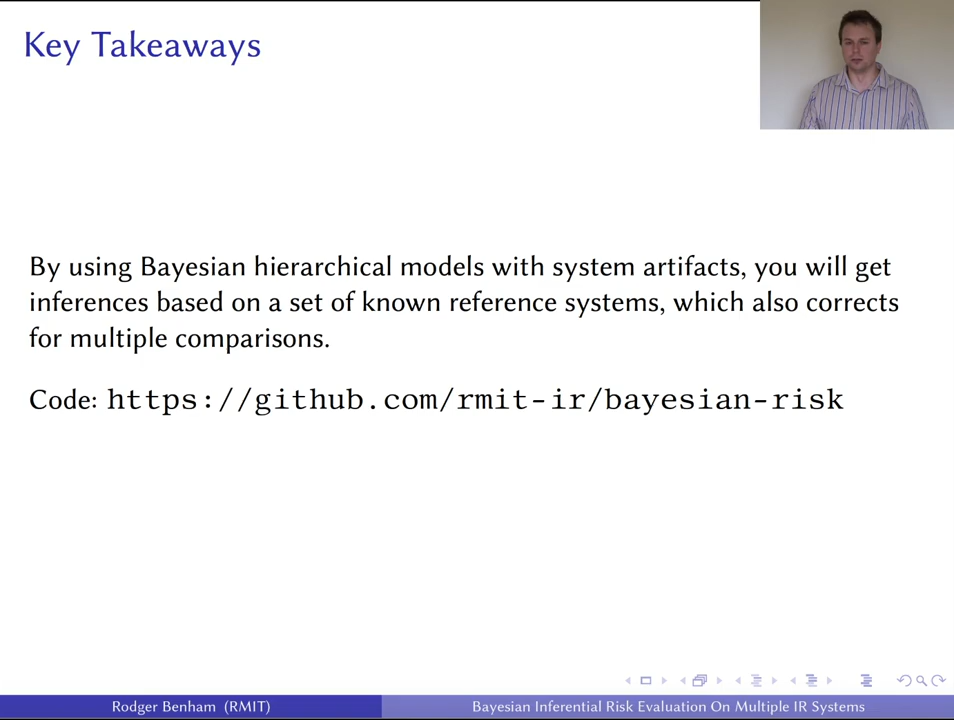 Key Takeaways
By using Bayesian hierarchical models with system artifacts, you will get
inferences based on a set of known reference systems, which also corrects
for multiple comparisons.
Code: https://github.com/rmit-ir/bayesian-risk
Rodger Benham (RMIT)
Bayesian Inferential Risk Evaluation On Multiple IR Systems